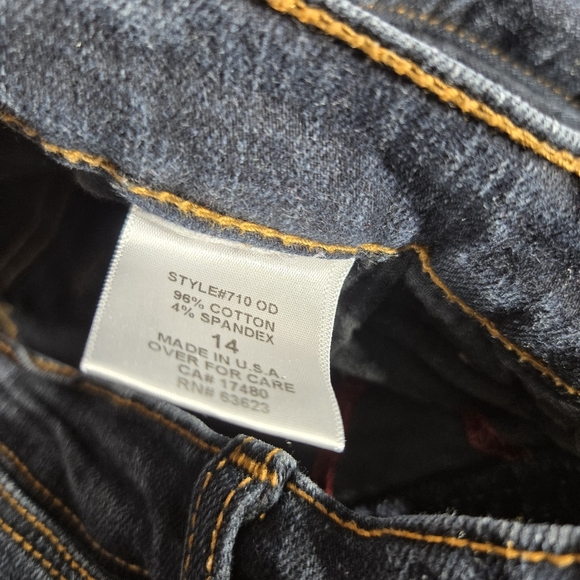 STYLE#710 OD
96% COTTON
4% SPANDEX
14
MADE IN U.S.A.
OVER FOR CARE
CA# 17480
RN# 63623